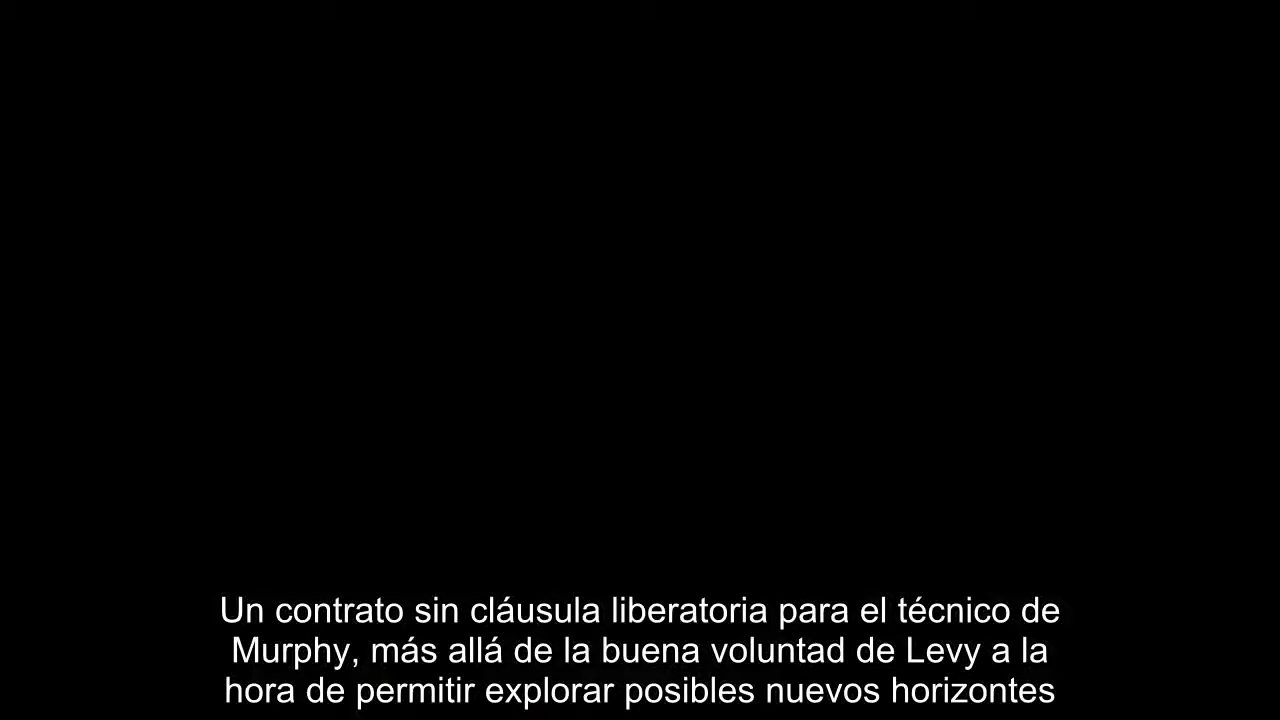 Un contrato sin cláusula liberatoria para el técnico de
Murphy, más allá de la buena voluntad de Levy a la
hora de permitir explorar posibles nuevos horizontes